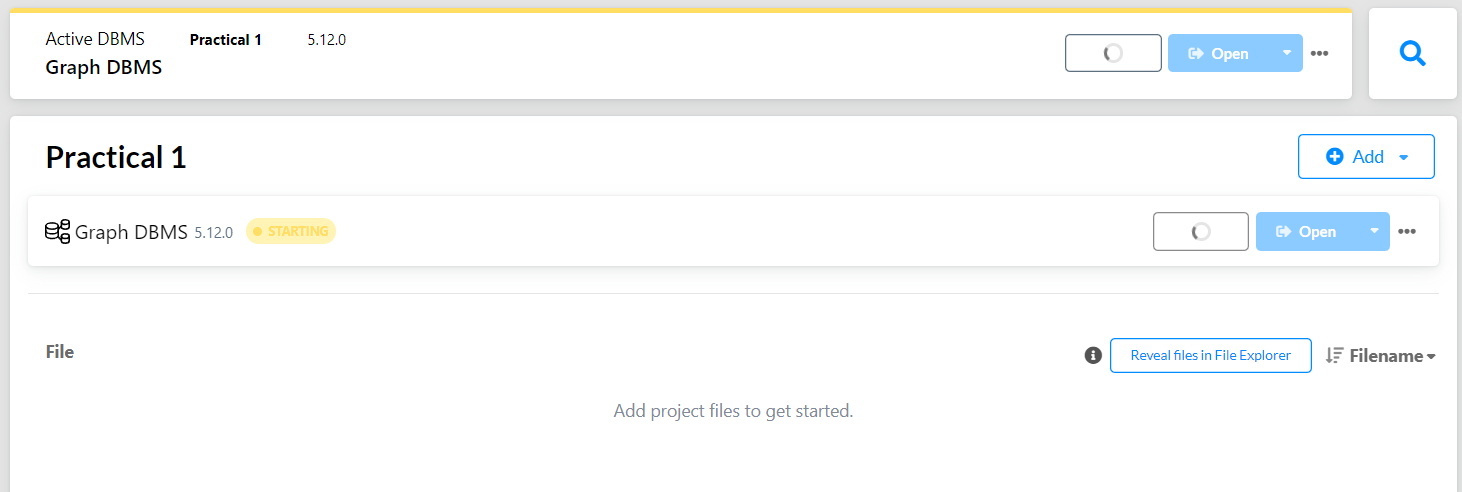 Active DBMS Practical 1 5.12.0
Graph DBMS
Open
Practical 1
Add
Graph DBMS 5.12.0 STARTING
Open
File
Reveal files in File Explorer
Filename
Add project files to get started.